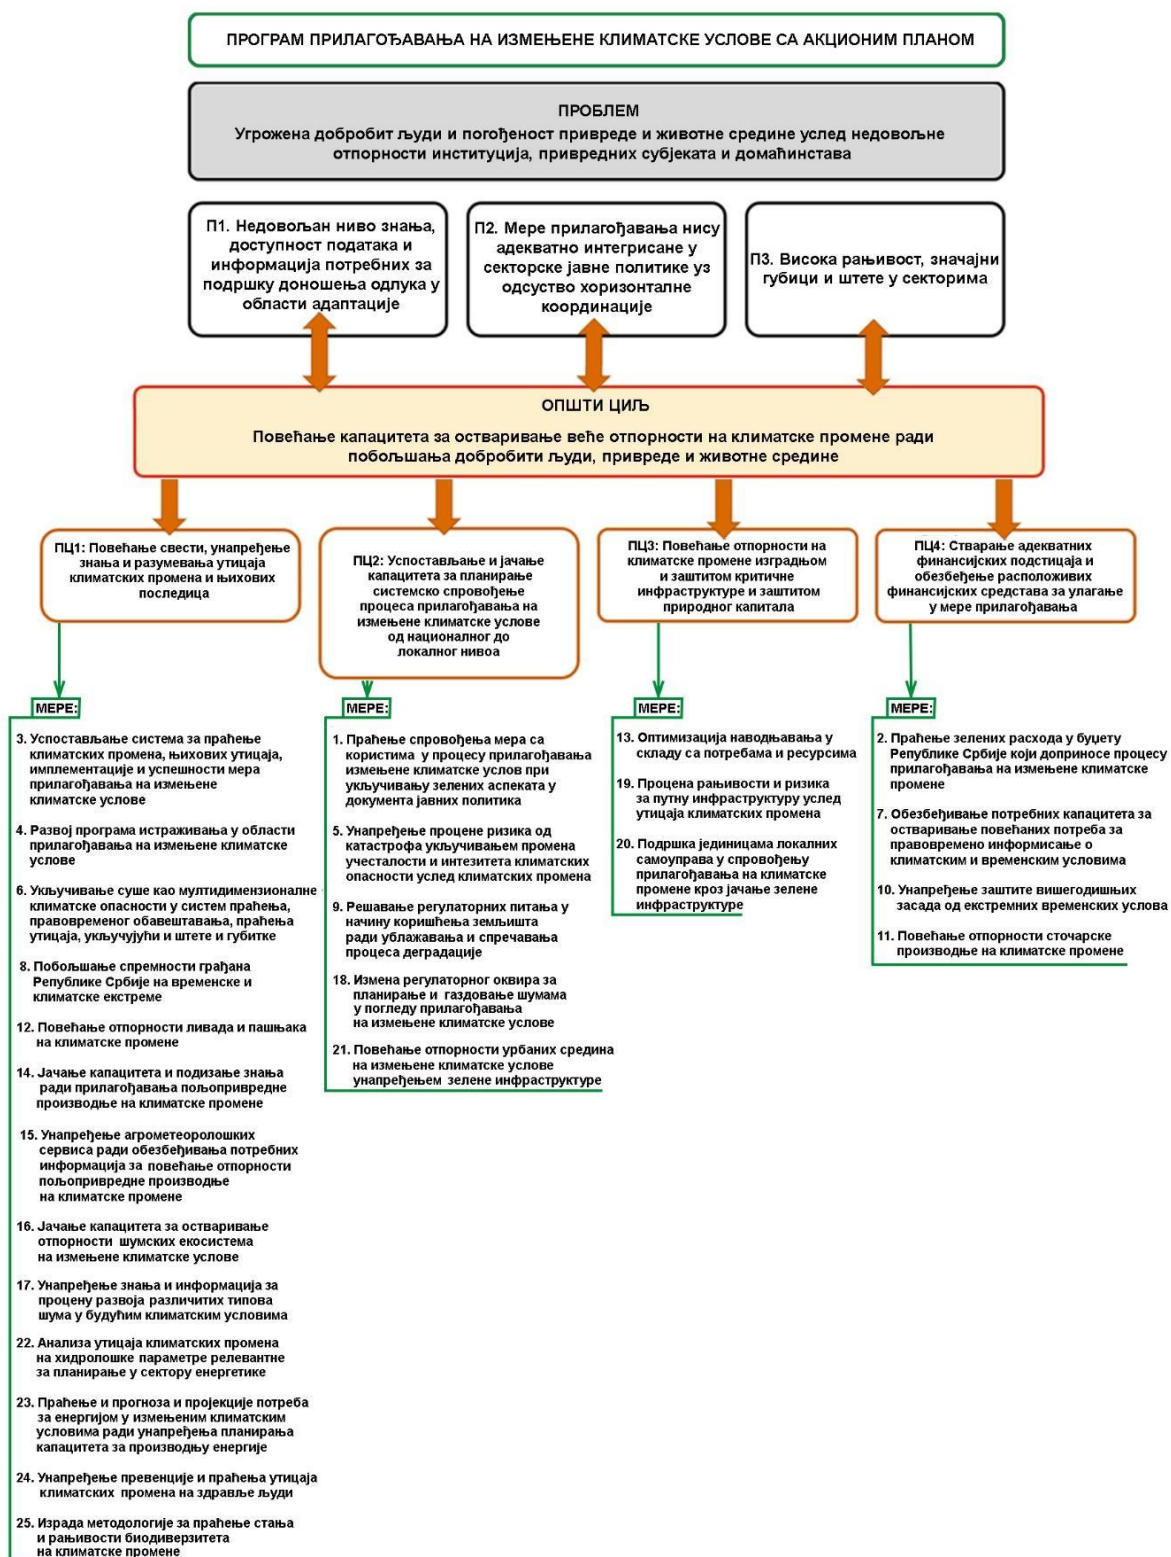 ПРОГРАМ ПРИЛАГОЂАВАЊА НА ИЗМЕЊЕНЕ КЛИМАТСКЕ УСЛОВЕ СА АКЦИОНИМ ПЛАНОМ
ПРОБЛЕМ
Угрожена добробит људи и погођеност привреде и животне средине услед недовољне
отпорности институција, привредних субјеката и домаћинстава
П1. Недовољан ниво знања,
доступност података и
информација потребних за
подршку доношења одлука у
области адаптације
П2. Мере прилагођавања нису
адекватно интегрисане у
секторске јавне политике уз
одсуство хоризонталне
координације
П3. Висока рањивост, значајни
губици и штете у секторима
ОПШТИ ЦИЉ
Повећање капацитета за остваривање веће отпорности на климатске промене ради
побољшања добробити људи, привреде и животне средине
ПЦ1: Повећање свести, унапређење
знања и разумевања утицаја
климатских промена и њихових
последица
ПЦ2: Успостављање и јачање
капацитета за планирање
системско спровођење
процеса прилагођавања на
измењене климатске услове
од националног до
локалног нивоа
ПЦ3: Повећање отпорности на
климатске промене изградњом
и заштитом критичне
инфраструктуре и заштитом
природног капитала
ПЦ4: Стварање адекватних
финансијских подстицаја и
обезбеђење расположивих
финансијских средстава за улагање
у мере прилагођавања
МЕРЕ:
3. Успостављање система за праћење
климатских промена, њихових утицаја,
имплементације и успешности мера
прилагођавања на измењене
климатске услове
4. Развој програма истраживања у области
прилагођавања на измењене климатске
услове
6. Укључивање суше као мултидимензионалне
климатске опасности у систем праћења,
правовременог обавештавања, праћења
утицаја, укључујући и штете и губитке
8. Побољшање спремности грађана
Републике Србије на временске и
климатске екстреме
12. Повећање отпорности ливада и пашњака
на климатске промене
14. Јачање капацитета и подизање знања
ради прилагођавања пољопривредне
производње на климатске промене
15. Унапређење агрометеоролошких
сервиса ради обезбеђивања потребних
информација за повећање отпорности
пољопривредне производње
на климатске промене
16. Јачање капацитета за остваривање
отпорности шумских екосистема
на измењене климатске услове
17. Унапређење знања и информација за
процену развоја различитих типова
шума у будућим климатским условима
22. Анализа утицаја климатских промена
на хидролошке параметре релевантне
за планирање у сектору енергетике
23. Праћење и прогноза и пројекције потреба
за енергијом у измењеним климатским
условима ради унапређења планирања
капацитета за производњу енергије
24. Унапређење превенције и праћења утицаја
климатских промена на здравље људи
25. Израда методологије за праћење стања
и рањивости биодиверзитета
на климатске промене
МЕРЕ:
1. Праћење спровођења мера са
користима у процесу прилагођавања
измењене климатске услов при
укључивању зелених аспеката у
документа јавних политика
5. Унапређење процене ризика од
катастрофа укључивањем промена
учесталости и интезитета климатских
опасности услед климатских промена
9. Решавање регулаторних питања у
начину коришћења земљишта
ради ублажавања и спречавања
процеса деградације
18. Измена регулаторног оквира за
планирање и газдовање шумама
у погледу прилагођавања
на измењене климатске услове
21. Повећање отпорности урбаних средина
на измењене климатске услове
унапређењем зелене инфраструктуре
МЕРЕ:
13. Оптимизација наводњавања у
складу са потребама и ресурсима
19. Процена рањивости и ризика
за путну инфраструктуру услед
утицаја климатских промена
20. Подршка јединицама локалних
самоуправа у спровођењу
прилагођавања на климатске
промене кроз јачање зелене
инфраструктуре
МЕРЕ:
2. Праћење зелених расхода у буџету
Републике Србије који доприносе процесу
прилагођавања на измењене климатске
промене
7. Обезбеђивање потребних капацитета за
остваривање повећаних потреба за
правовремено информисање о
климатским и временским условима
10. Унапређење заштите вишегодишњих
засада од екстремних временских услова
11. Повећање отпорности сточарске
производње на климатске промене